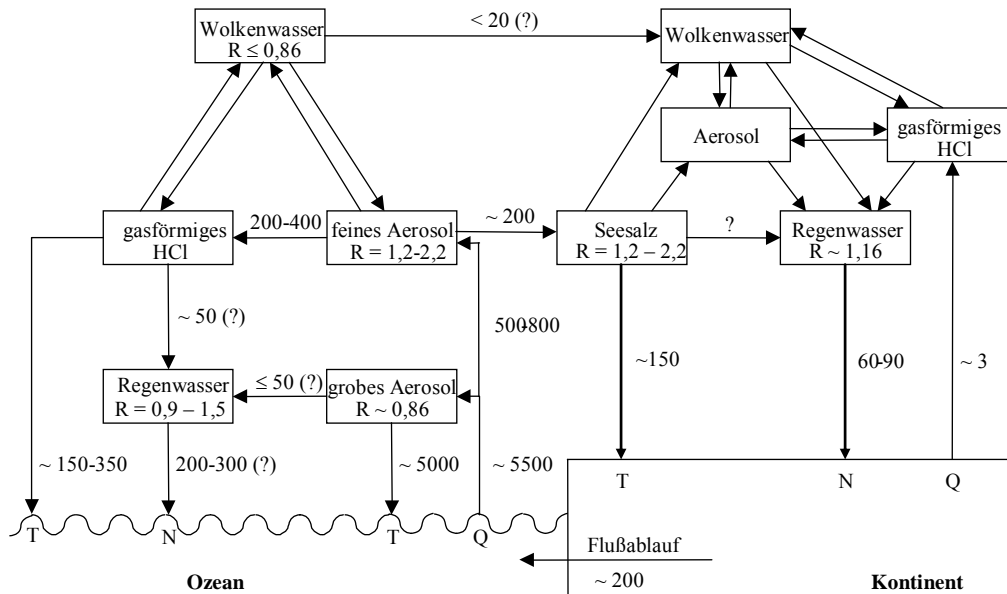 Wolkenwasser
R ≤ 0,86
< 20 (?)
Wolkenwasser
Aerosol
gasförmiges
HCl
gasförmiges
HCl
200-400
feines Aerosol
R = 1,2-2,2
~ 200
Seesalz
R = 1,2 – 2,2
?
Regenwasser
R ~ 1,16
~ 50 (?)
500-800
~150
60-90
~ 3
Regenwasser
R = 0,9 – 1,5
≤ 50 (?)
grobes Aerosol
R ~ 0,86
~ 150-350
200-300 (?)
~ 5000
~ 5500
T
N
Q
T
N
T
Q
Flußablauf
~ 200
Ozean
Kontinent